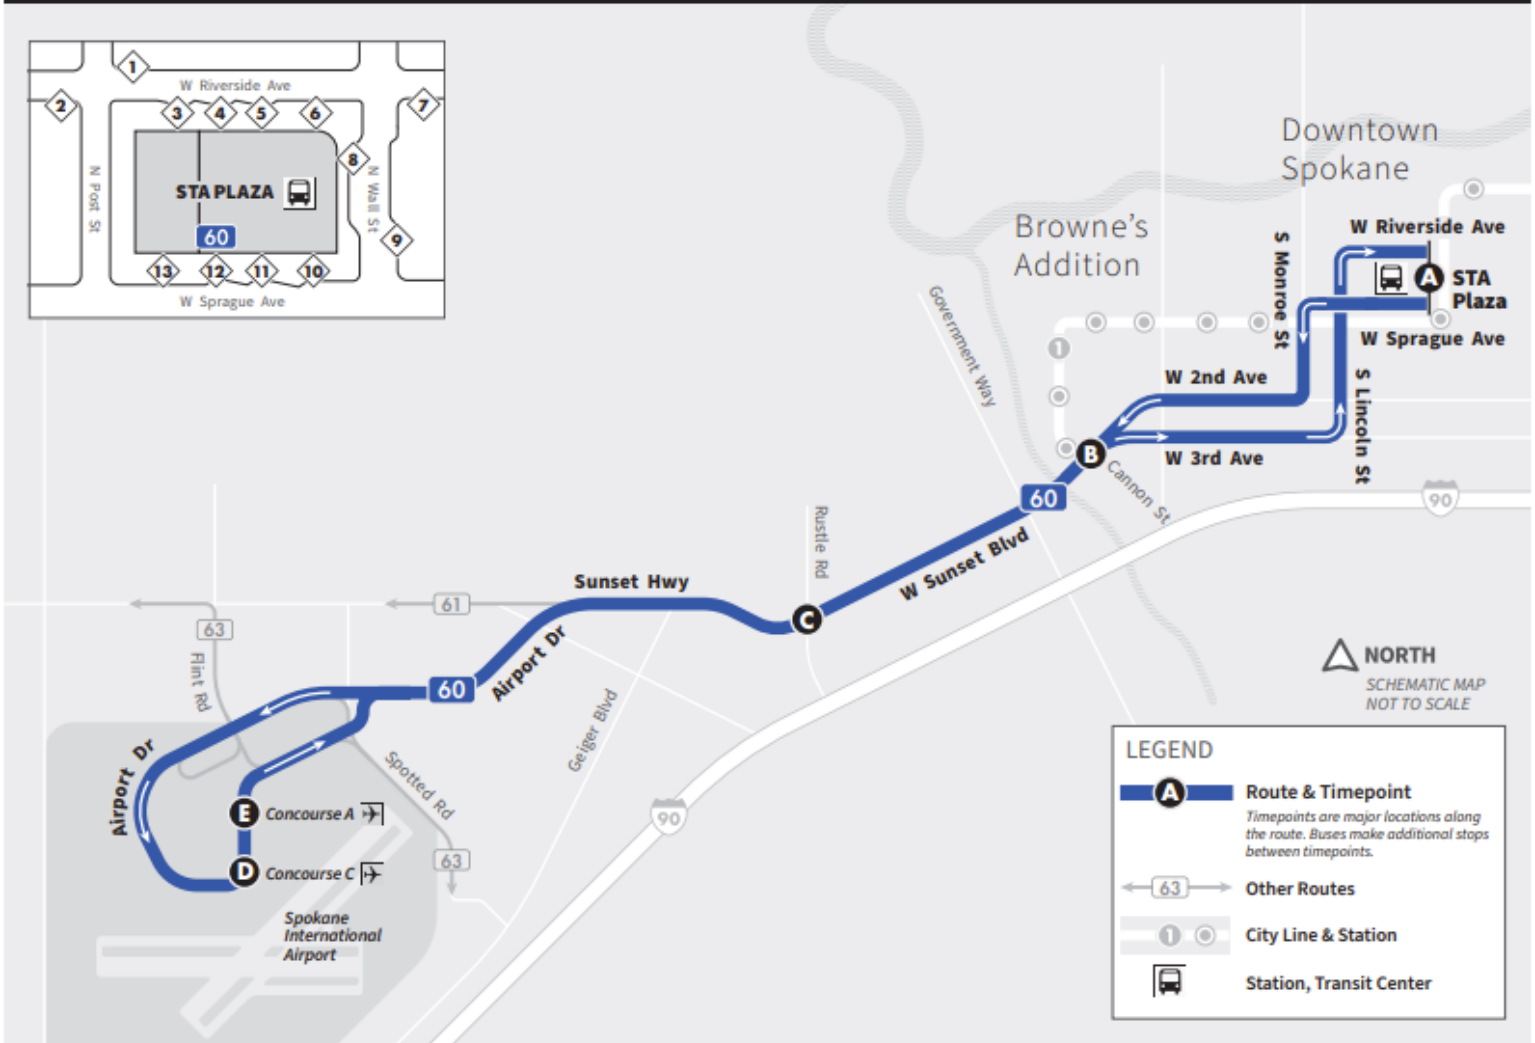 1
W Riverside Ave
2
3
4
5
6
7
8
N Post St
STA PLAZA
N Wall St
60
9
13
12
11
10
W Sprague Ave
Downtown
Spokane
Browne's
Addition
W Riverside Ave
S Monroe St
A
STA
Plaza
Government Way
1
W Sprague Ave
W 2nd Ave
S Lincoln St
B
W 3rd Ave
Cannon St
60
90
Rustle Rd
W Sunset Blvd
Sunset Hwy
61
C
63
Airport Dr
Flint Rd
60
NORTH
SCHEMATIC MAP
NOT TO SCALE
Geiger Blvd
Airport Dr
Spotted Rd
E
Concourse A
90
63
D
Concourse C
Spokane
International
Airport
LEGEND
A
Route & Timepoint
Timepoints are major locations along
the route. Buses make additional stops
between timepoints.
63
Other Routes
1
City Line & Station
Station, Transit Center